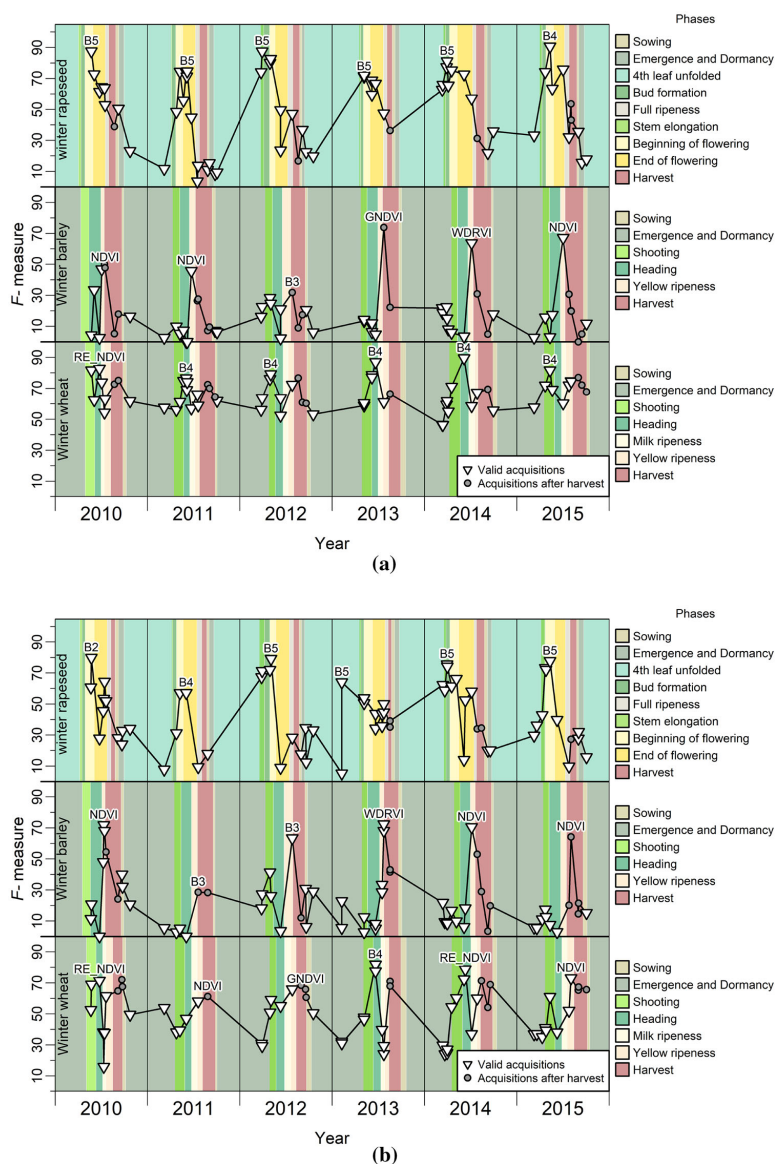 Phases
winter rapeseed
90
70
50
30
10
B5
B5
B5
B5
B5
B4
Sowing
Emergence and Dormancy
4th leaf unfolded
Bud formation
Full ripeness
Stem elongation
Beginning of flowering
End of flowering
Harvest
F- measure
Winter barley
90
70
50
30
10
NDVI
NDVI
B3
GNDVI
WDRVI
NDVI
Sowing
Emergence and Dormancy
Shooting
Heading
Yellow ripeness
Harvest
Winter wheat
90
70
50
30
10
RE_NDVI
B4
B4
B4
B4
B4
Sowing
Emergence and Dormancy
Shooting
Heading
Milk ripeness
Yellow ripeness
Harvest
Valid acquisitions
Acquisitions after harvest
2010 2011 2012 2013 2014 2015
Year
(a)
Phases
winter rapeseed
90
70
50
30
10
B2
B4
B5
B5
B5
B5
Sowing
Emergence and Dormancy
4th leaf unfolded
Bud formation
Full ripeness
Stem elongation
Beginning of flowering
End of flowering
Harvest
F- measure
Winter barley
90
70
50
30
10
NDVI
B3
B3
WDRVI
NDVI
NDVI
Sowing
Emergence and Dormancy
Shooting
Heading
Yellow ripeness
Harvest
Winter wheat
90
70
50
30
10
RE_NDVI
NDVI
GNDVI
B4
RE_NDVI
NDVI
Sowing
Emergence and Dormancy
Shooting
Heading
Milk ripeness
Yellow ripeness
Harvest
Valid acquisitions
Acquisitions after harvest
2010 2011 2012 2013 2014 2015
Year
(b)